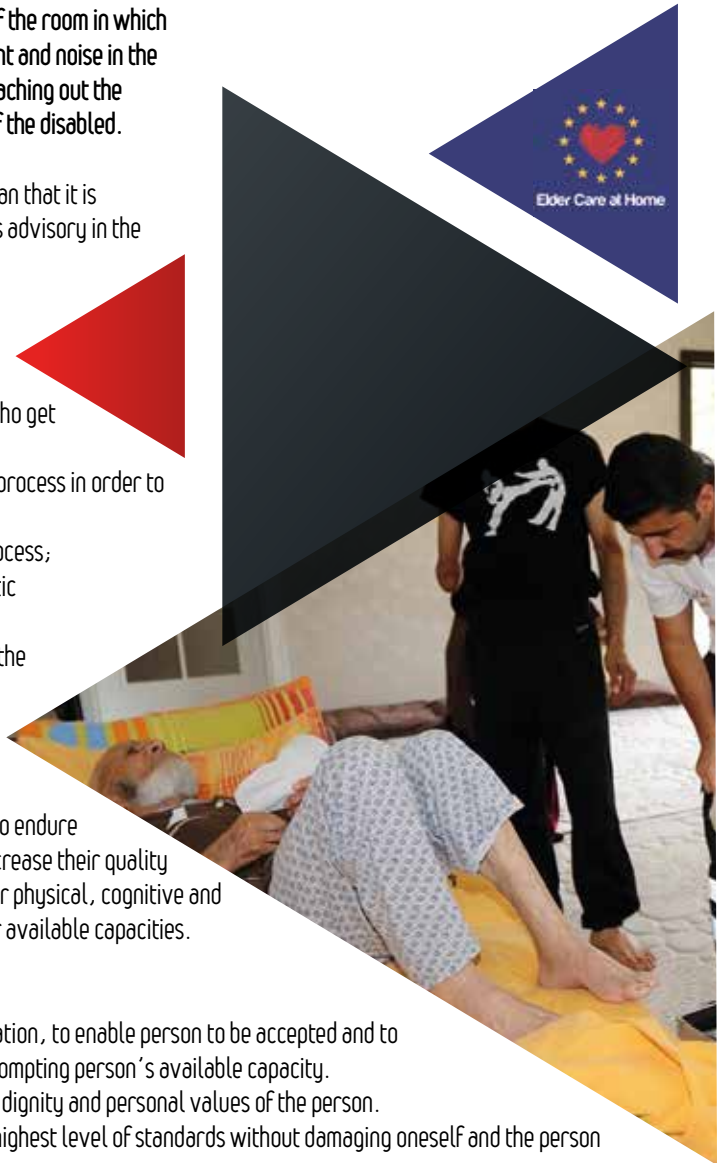 f the room in which
nt and noise in the
aching out the
f the disabled.
an that it is
s advisory in the
ho get
process in order to
ocess;
tic
the
o endure
crease their quality
r physical, cognitive and
r available capacities.
ation, to enable person to be accepted and to
ompting person's available capacity.
dignity and personal values of the person.
highest level of standards without damaging oneself and the person
Elder Care at Home